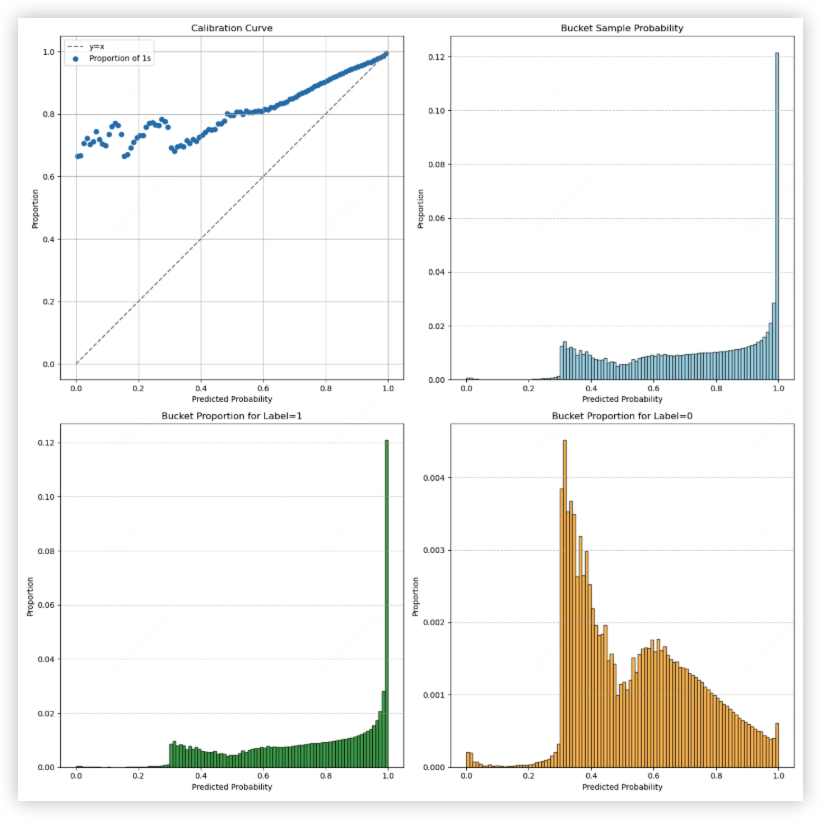 Calibration Curve
y=x
Proportion of 1s
1.0
0.8
0.6
0.4
0.2
0.0
Proportion
0.0 0.2 0.4 0.6 0.8 1.0
Predicted Probability
Bucket Sample Probability
0.12
0.10
0.08
0.06
0.04
0.02
0.00
Proportion
0.0 0.2 0.4 0.6 0.8 1.0
Predicted Probability
Bucket Proportion for Label=1
0.12
0.10
0.08
0.06
0.04
0.02
0.00
Proportion
0.0 0.2 0.4 0.6 0.8 1.0
Predicted Probability
Bucket Proportion for Label=0
0.004
0.003
0.002
0.001
0.000
Proportion
0.0 0.2 0.4 0.6 0.8 1.0
Predicted Probability